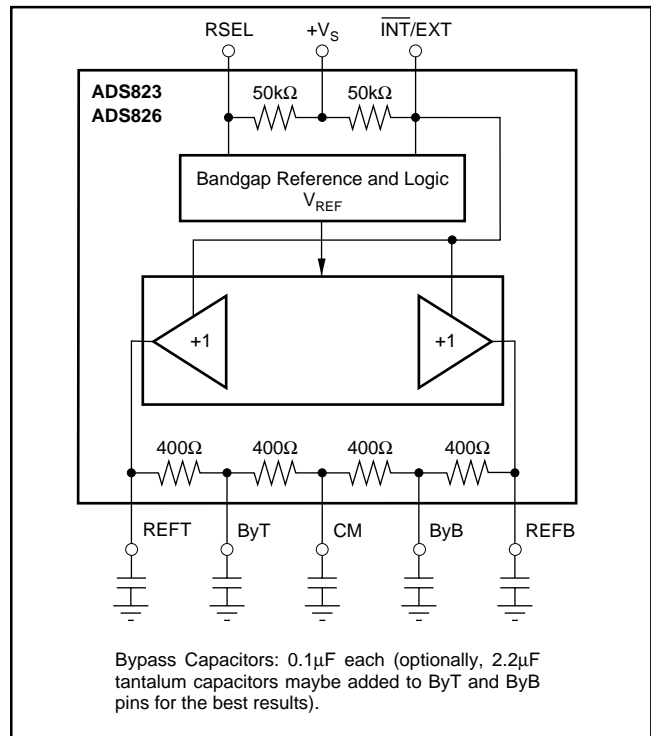 RSEL +VS INT/EXT
ADS823
ADS826
50kΩ 50kΩ
Bandgap Reference and Logic
VREF
+1 +1
400Ω 400Ω 400Ω 400Ω
REFT ByT CM ByB REFB
Bypass Capacitors: 0.1μF each (optionally, 2.2μF
tantalum capacitors maybe added to ByT and ByB
pins for the best results).